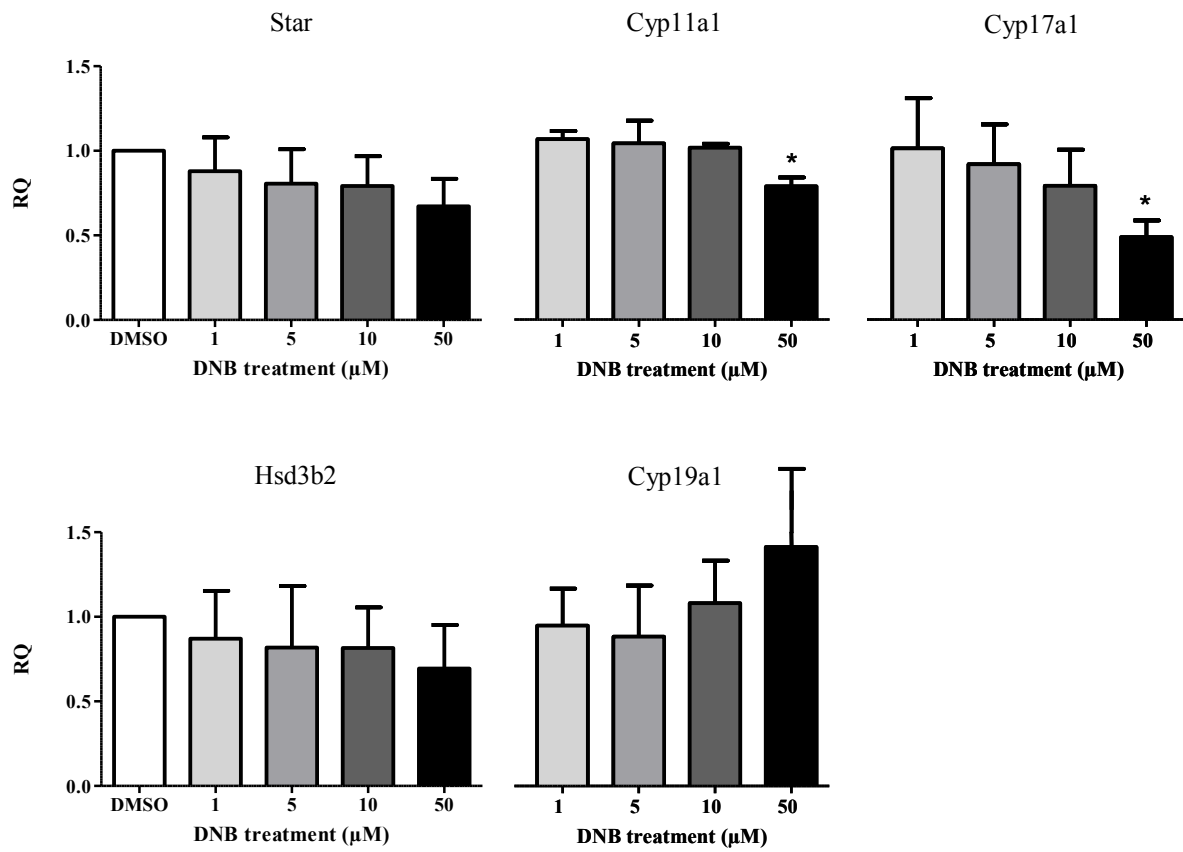 Star Cyp11a1 Cyp17a1
1.5
1.0
0.5
0.0
RQ
* *
DMSO 1 5 10 50 1 5 10 50 1 5 10 50
DNB treatment (µM) DNB treatment (µM) DNB treatment (µM)
Hsd3b2 Cyp19a1
1.5
1.0
0.5
0.0
RQ
DMSO 1 5 10 50 1 5 10 50
DNB treatment (µM) DNB treatment (µM)